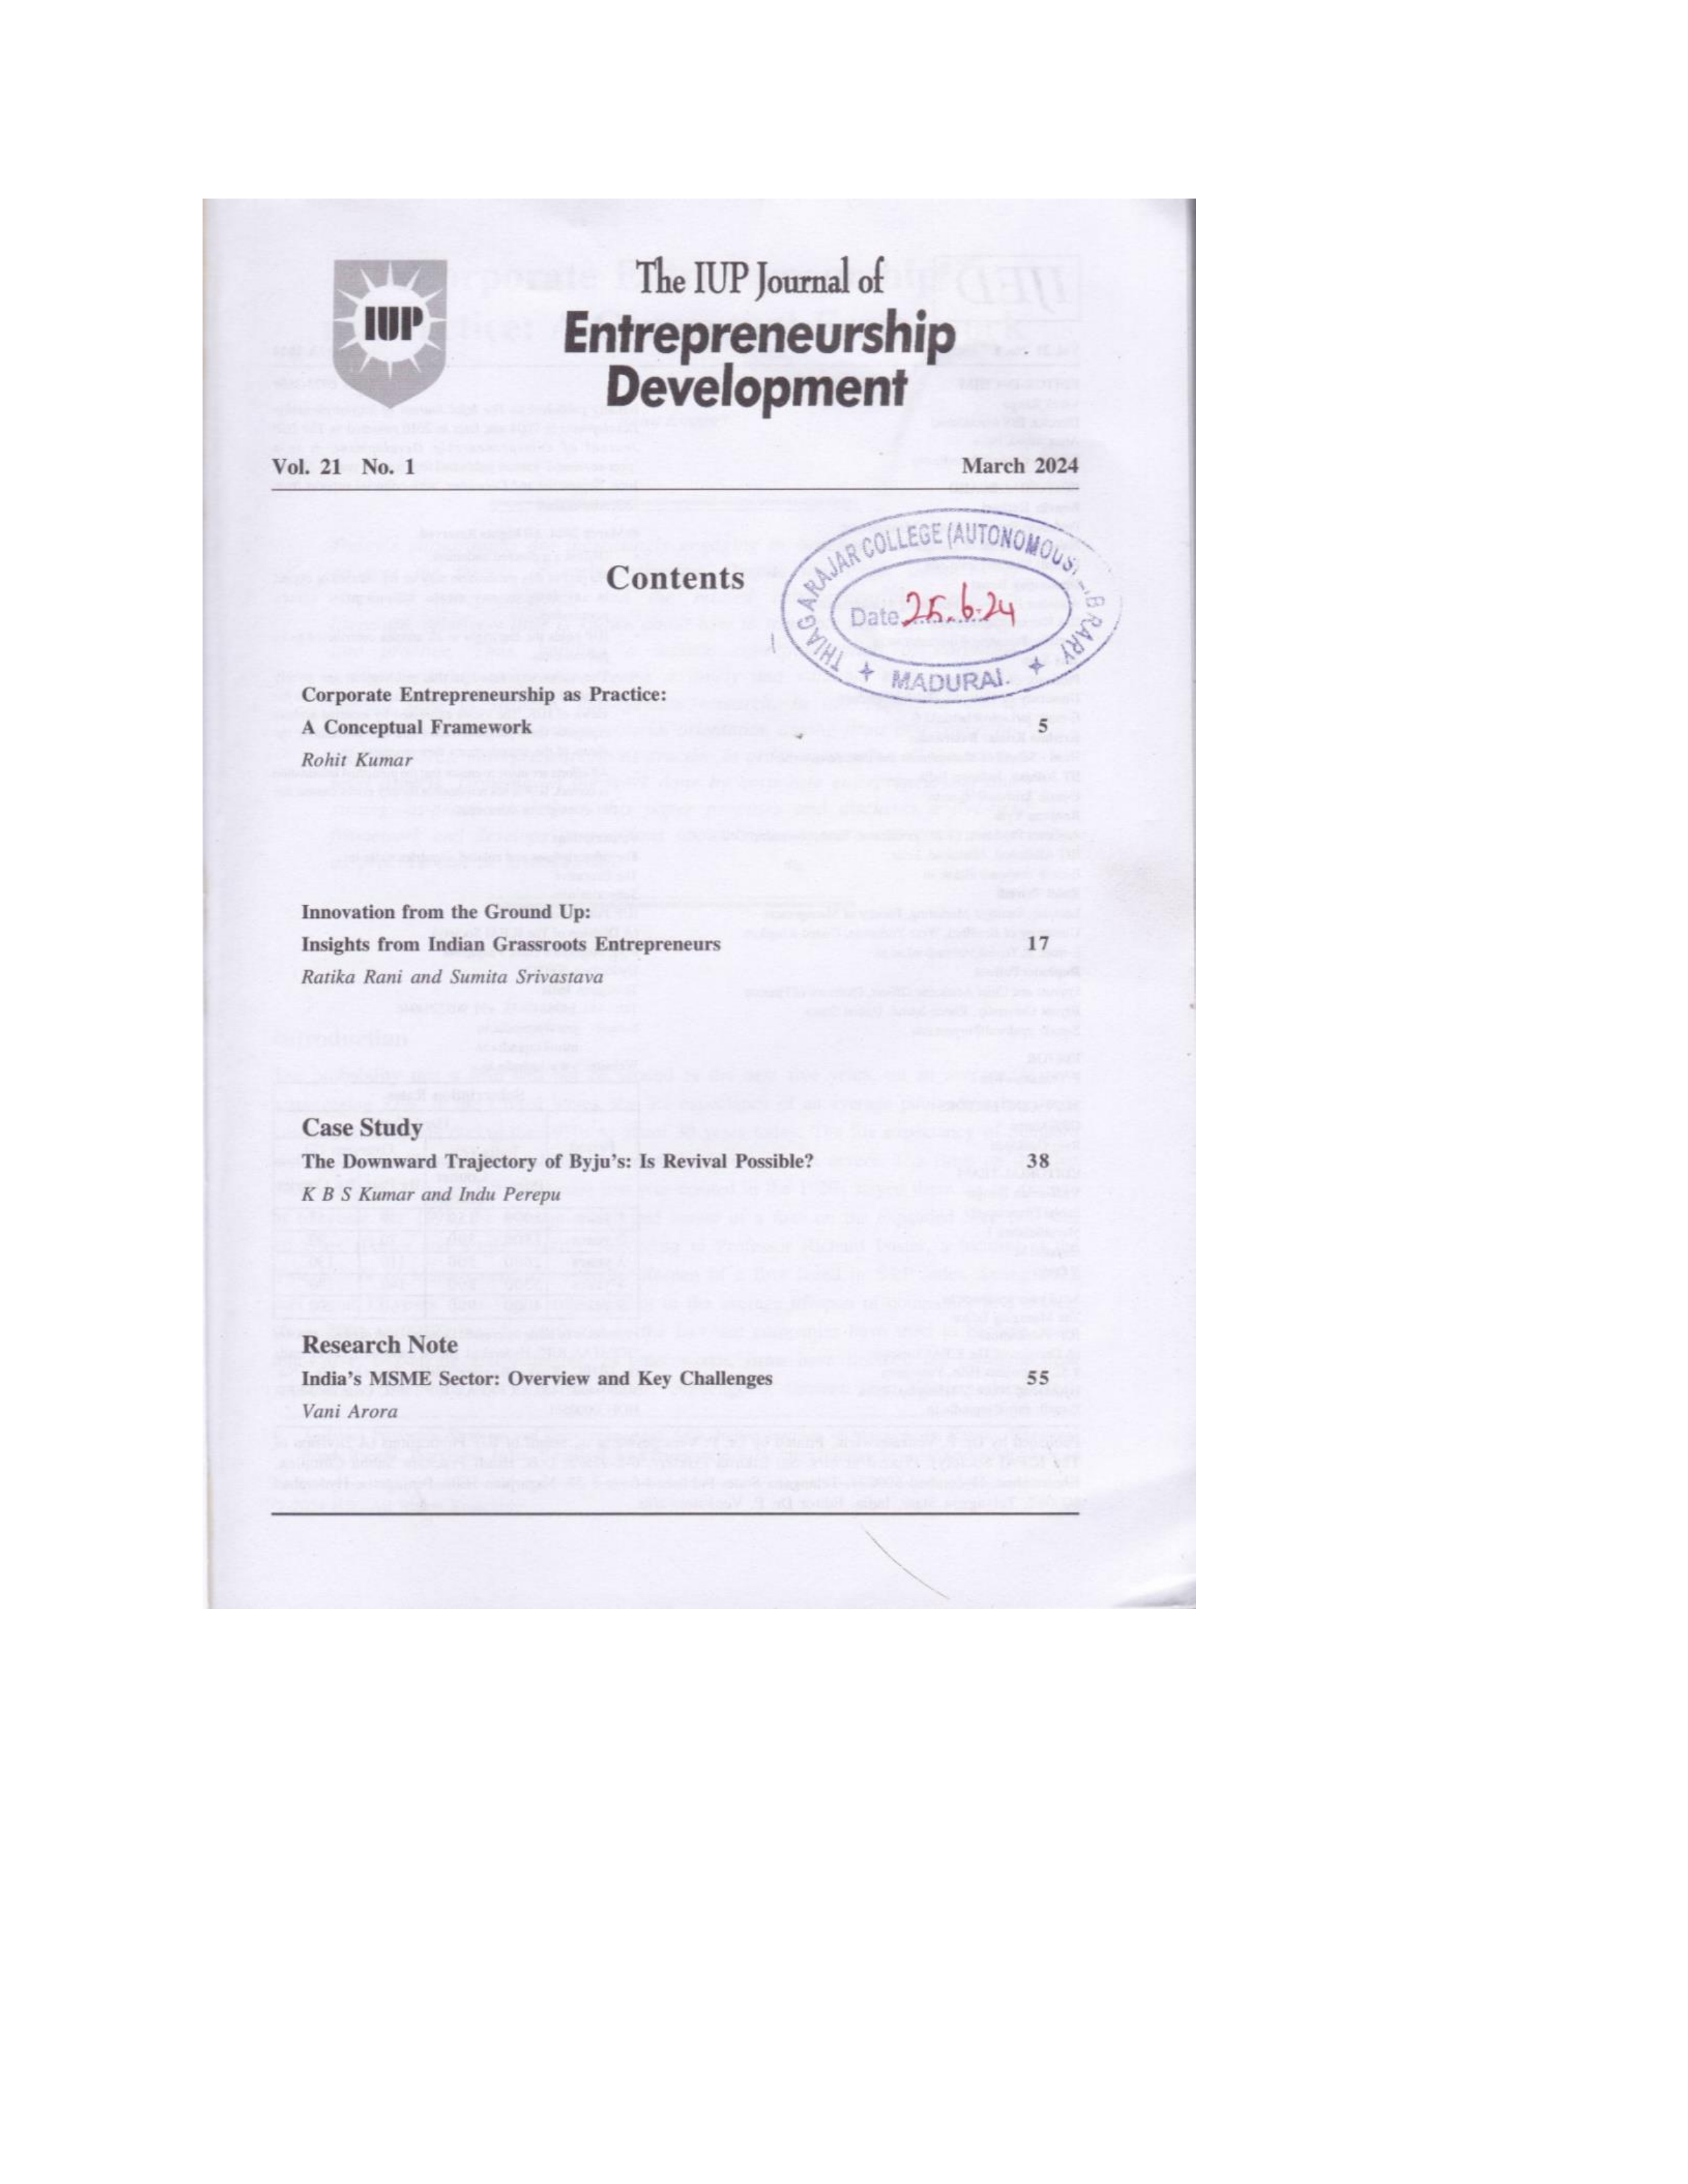 IUP
The IUP Journal of
Entrepreneurship
Development
Vol. 21 No. 1
March 2024
Contents
THIAGARAJAR COLLEGE (AUTONOMOUS)
Date 25.6.24
MADURAI.
Corporate Entrepreneurship as Practice:
A Conceptual Framework 5
Rohit Kumar
Innovation from the Ground Up:
Insights from Indian Grassroots Entrepreneurs 17
Ratika Rani and Sumita Srivastava
Case Study
The Downward Trajectory of Byju's: Is Revival Possible? 38
K B S Kumar and Indu Perepu
Research Note
India's MSME Sector: Overview and Key Challenges 55
Vani Arora